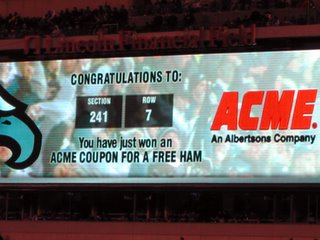 Lincoln Financial Field
CONGRATULATIONS TO:
SECTION ROW
241 7
You have just won an
ACME COUPON FOR A FREE HAM
ACME.
An Albertsons Company